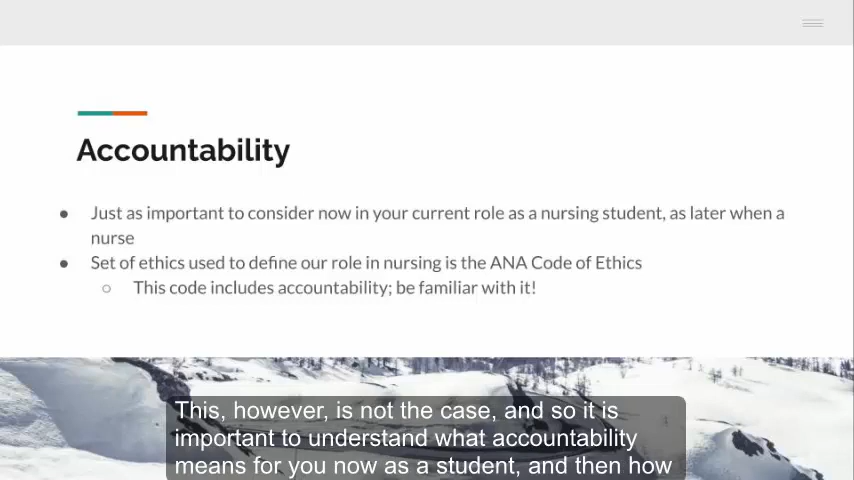 Accountability
● Just as important to consider now in your current role as a nursing student, as later when a
nurse
● Set of ethics used to define our role in nursing is the ANA Code of Ethics
○ This code includes accountability; be familiar with it!
This, however, is not the case, and so it is
important to understand what accountability
means for you now as a student, and then how